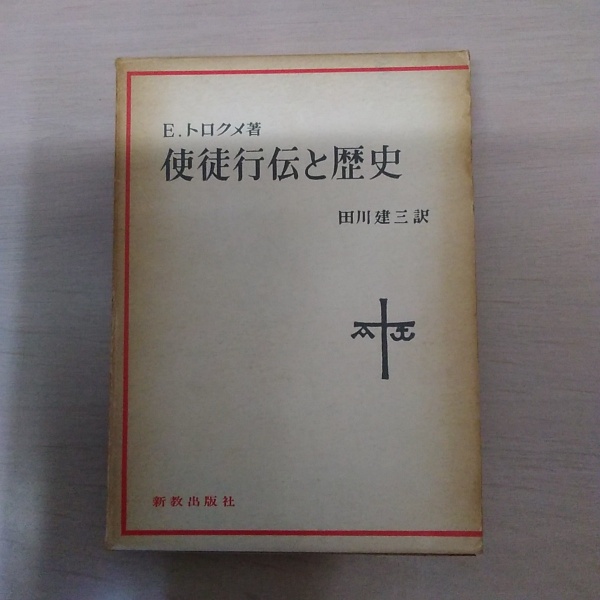 E.トロクメ著
使徒行伝と歴史
田川建三訳
新教出版社